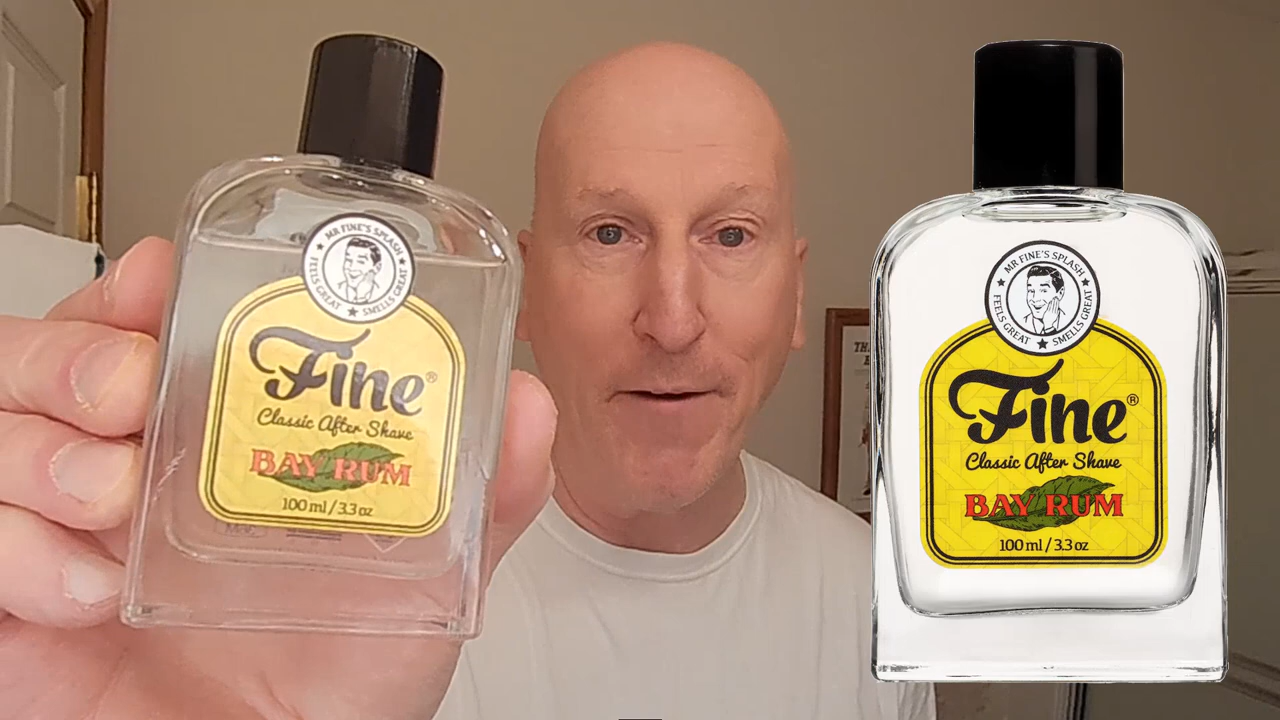 MR FINE'S SPLASH
FEELS GREAT ★ SMELLS GREAT
Fine®
Classic After Shave
BAY RUM
100 ml / 3.3 oz
TH
MR FINE'S SPLASH
FEELS GREAT ★ SMELLS GREAT
Fine®
Classic After Shave
BAY RUM
100 ml / 3.3 oz